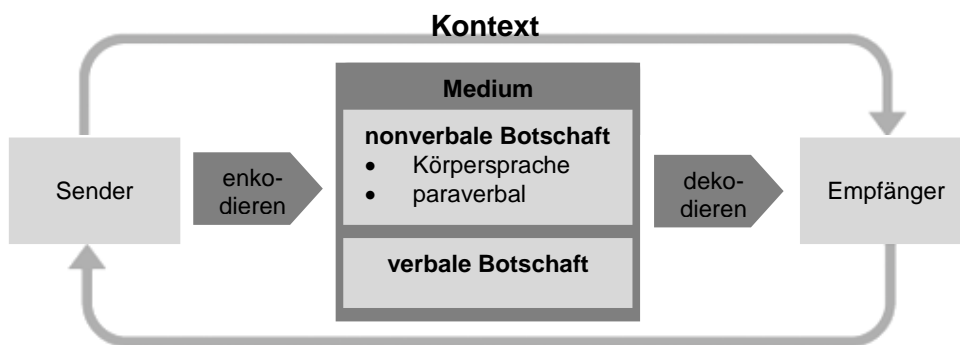 Kontext
Medium
Sender
enko-
dieren
nonverbale Botschaft
• Körpersprache
• paraverbal
verbale Botschaft
deko-
dieren
Empfänger